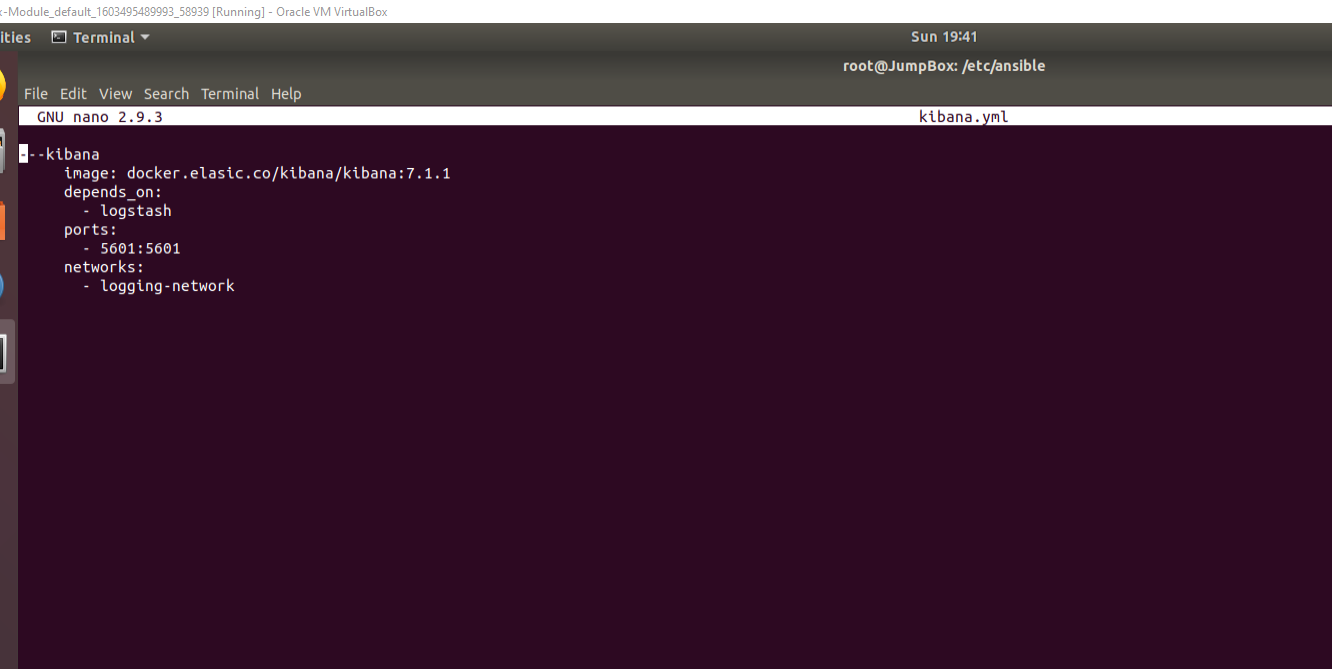 x-Module_default_1603495489993_58939 [Running] - Oracle VM VirtualBox
ities Terminal Sun 19:41
root@JumpBox: /etc/ansible
File Edit View Search Terminal Help
GNU nano 2.9.3 kibana.yml
---kibana
image: docker.elasic.co/kibana/kibana:7.1.1
depends_on:
- logstash
ports:
- 5601:5601
networks:
- logging-network